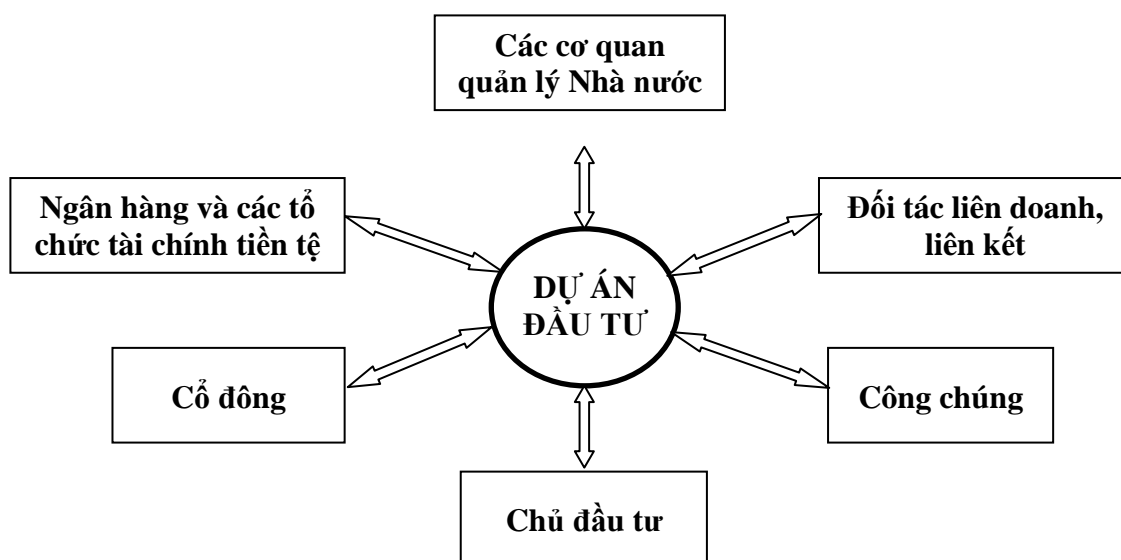 Các cơ quan
quản lý Nhà nước
Ngân hàng và các tổ
chức tài chính tiền tệ
Đối tác liên doanh,
liên kết
DỰ ÁN
ĐẦU TƯ
Cổ đông
Công chúng
Chủ đầu tư